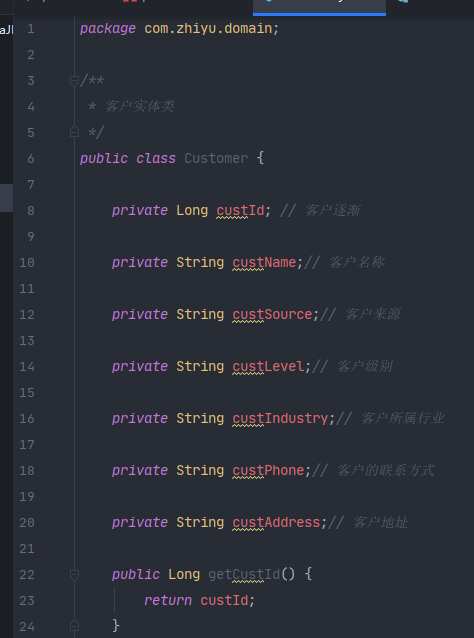 aJI
1 package com.zhiyu.domain;
2
3 /**
4 * 客户实体类
5 */
6 public class Customer {
7
8 private Long custId; // 客户逐渐
9
10 private String custName;// 客户名称
11
12 private String custSource;// 客户来源
13
14 private String custLevel;// 客户级别
15
16 private String custIndustry;// 客户所属行业
17
18 private String custPhone;// 客户的联系方式
19
20 private String custAddress;// 客户地址
21
22 public Long getCustId() {
23 return custId;
24 }